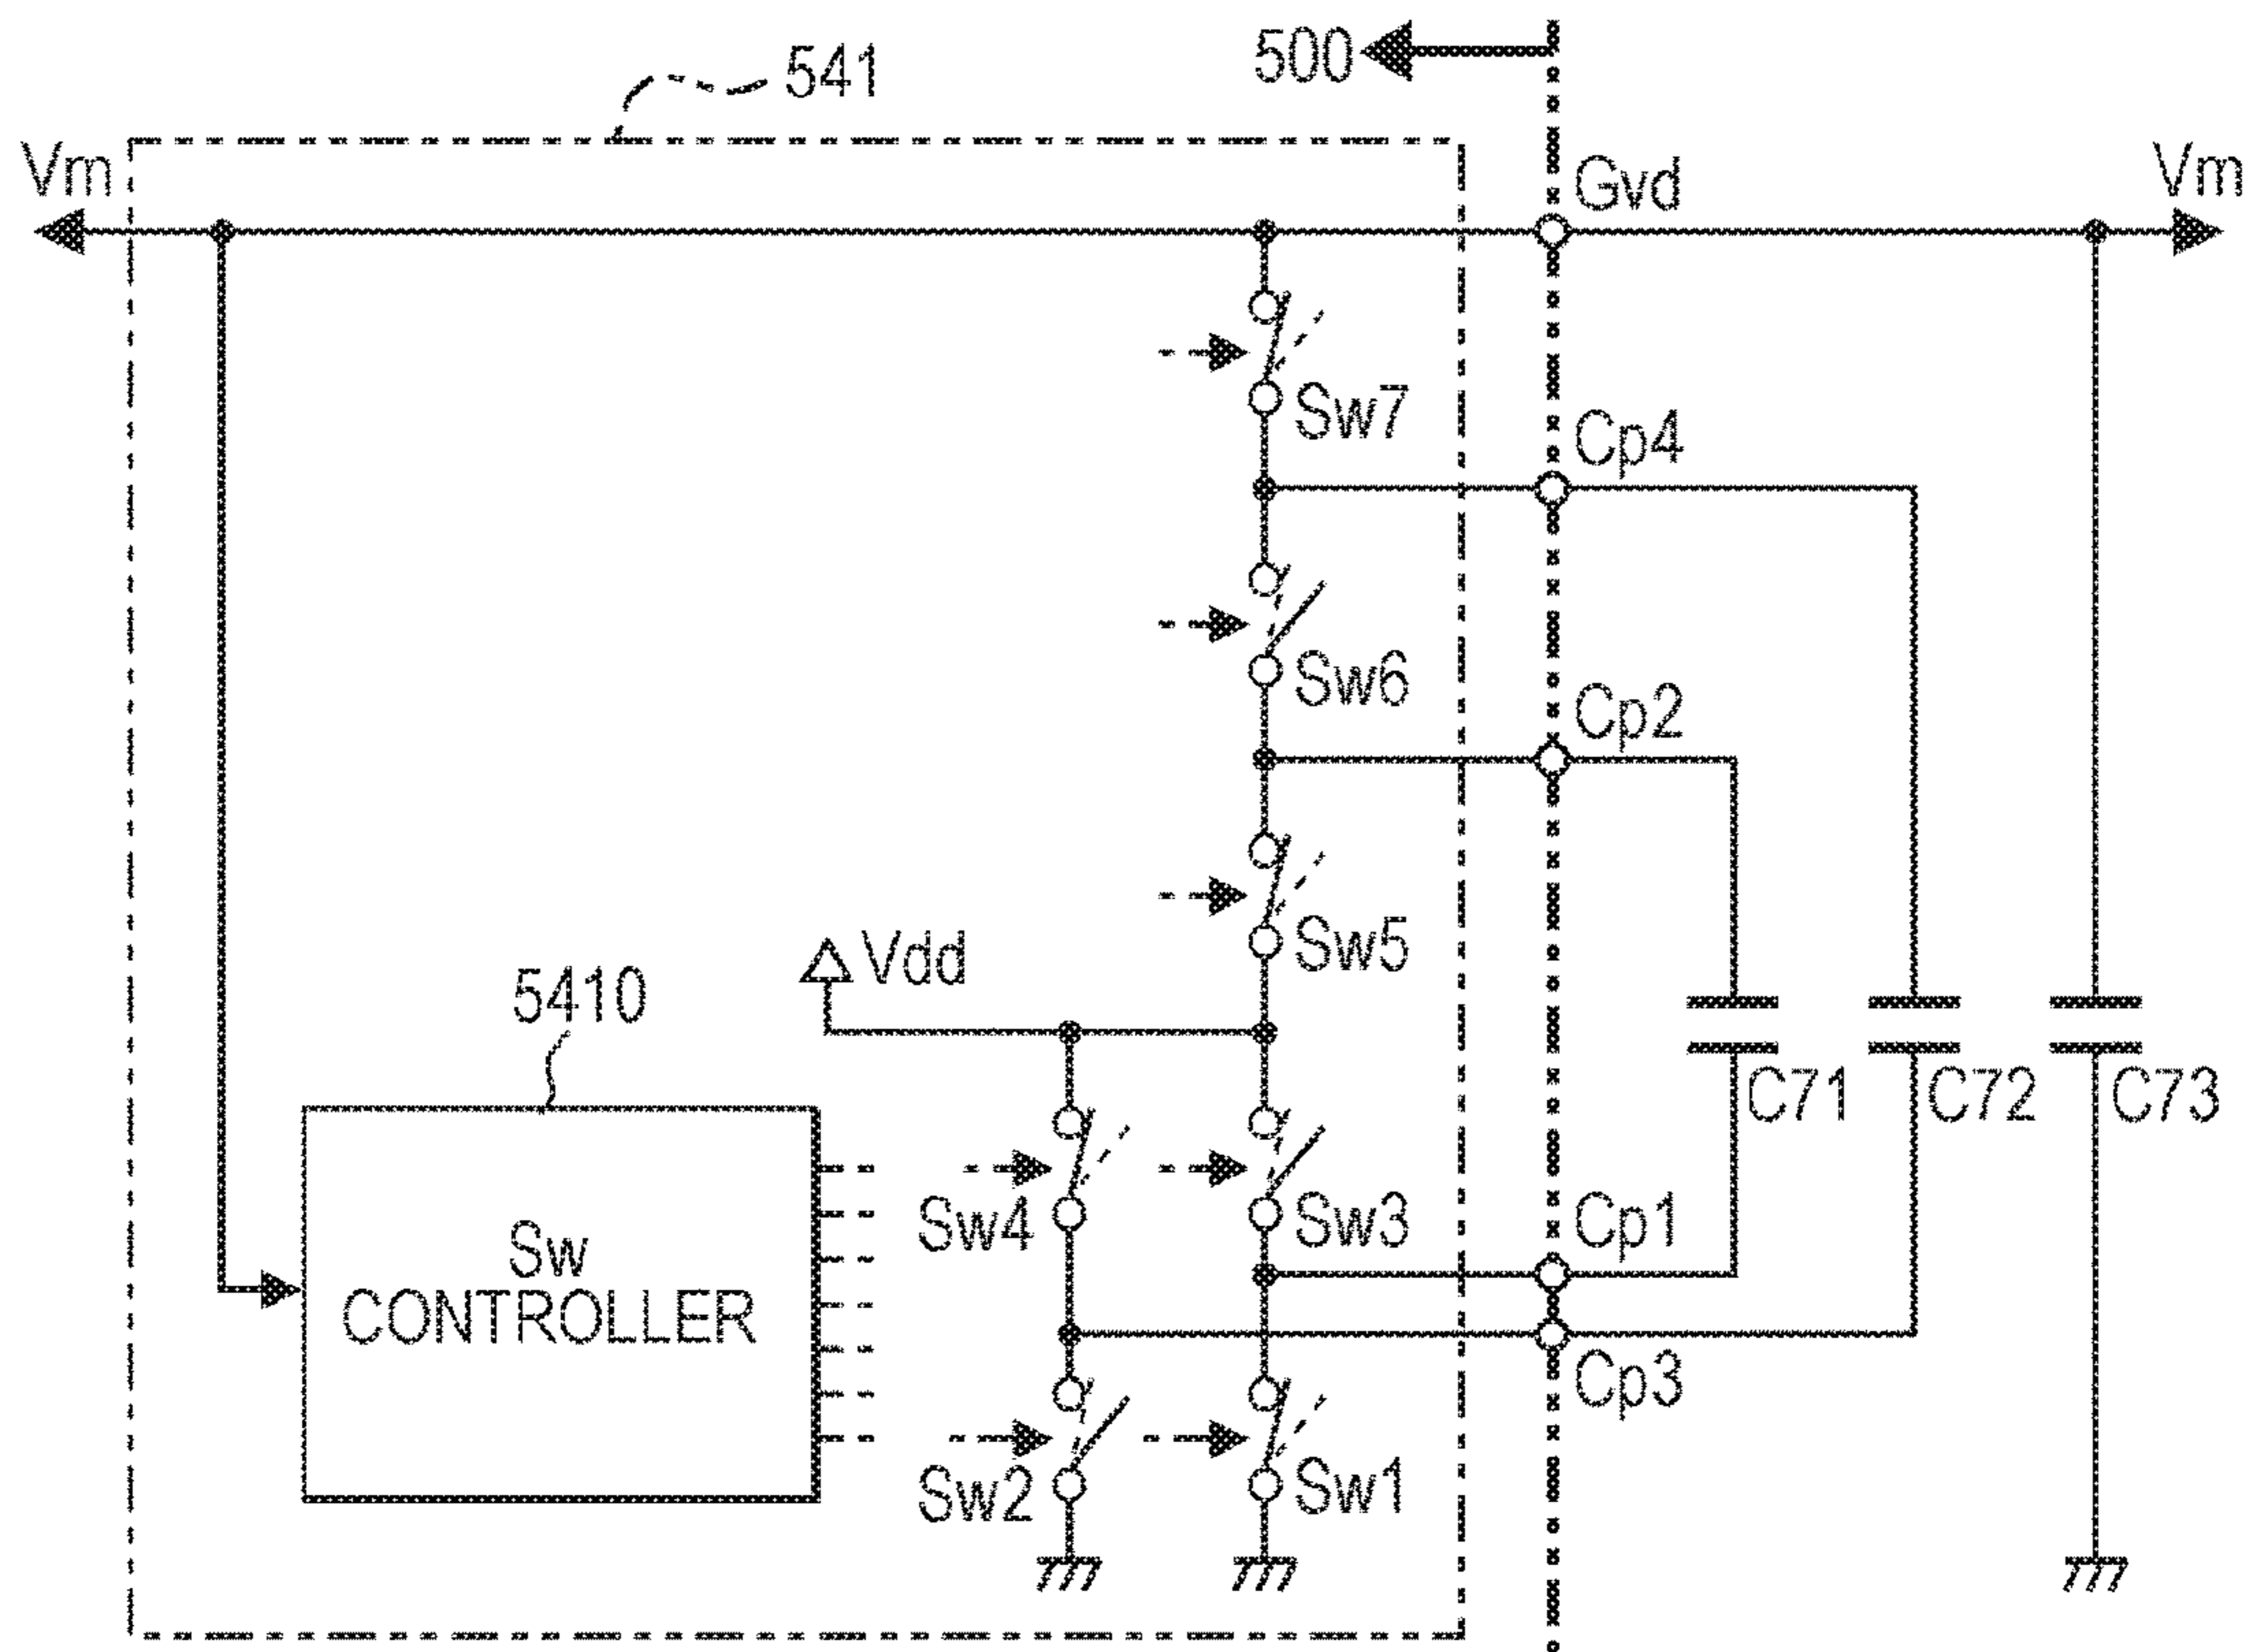 500
541
Vm
Gvd
Vm
Sw7
Cp4
Sw6
Cp2
Sw5
Vdd
5410
C71
C72
C73
Sw4
Sw3
Cp1
Sw
CONTROLLER
Cp3
Sw2
Sw1